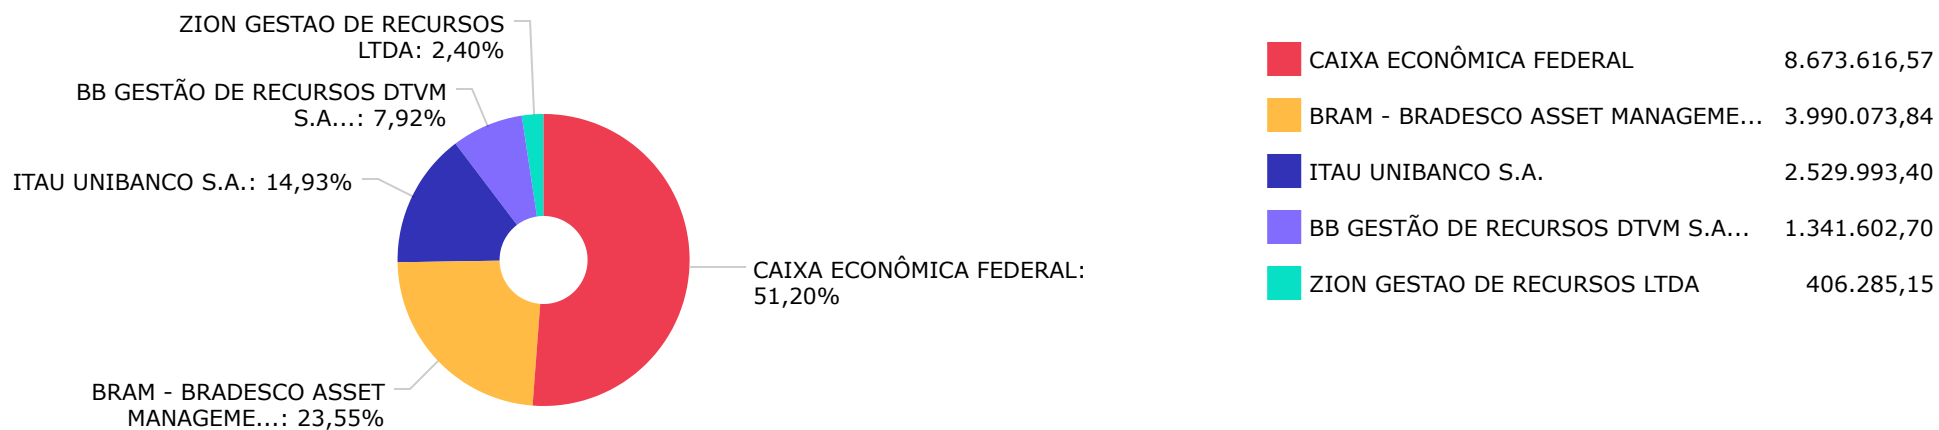 ZION GESTAO DE RECURSOS
LTDA: 2,40%
BB GESTÃO DE RECURSOS DTVM
S.A...: 7,92%
ITAU UNIBANCO S.A.: 14,93%
BRAM - BRADESCO ASSET
MANAGEME...: 23,55%
CAIXA ECONÔMICA FEDERAL:
51,20%
CAIXA ECONÔMICA FEDERAL 8.673.616,57
BRAM - BRADESCO ASSET MANAGEME... 3.990.073,84
ITAU UNIBANCO S.A. 2.529.993,40
BB GESTÃO DE RECURSOS DTVM S.A... 1.341.602,70
ZION GESTAO DE RECURSOS LTDA 406.285,15